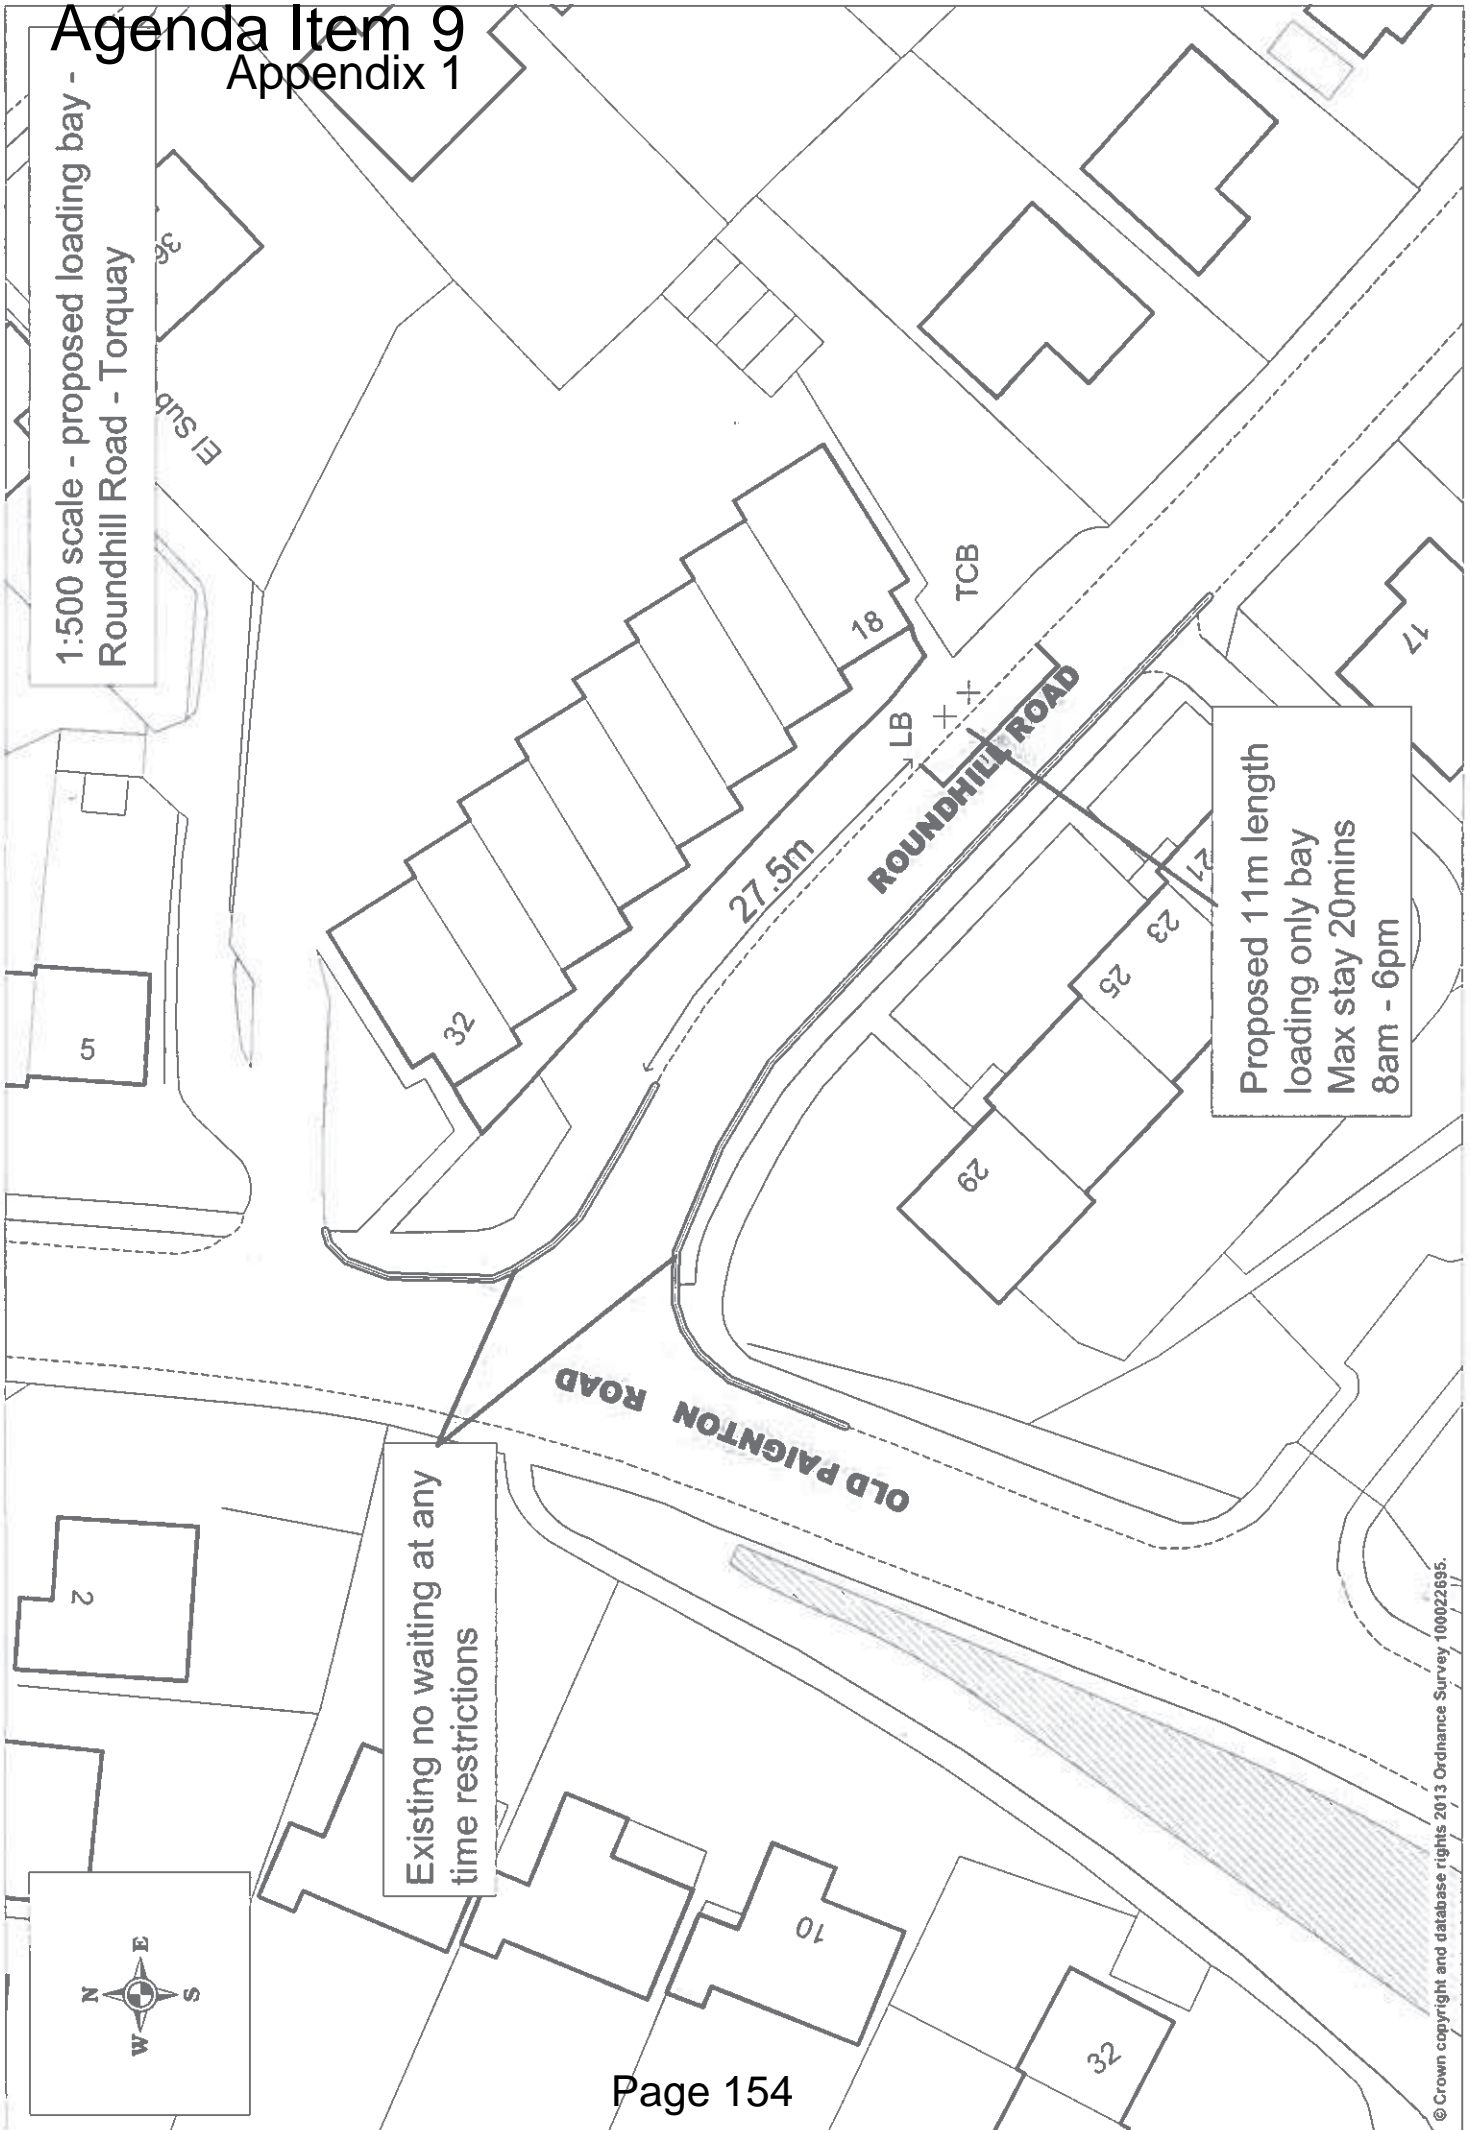 Agenda Item 9
Appendix 1
1:500 scale - proposed loading bay -
Roundhill Road - Torquay
36
El Sub
5
18
TCB
LB
ROUNDHILL ROAD
27.5m
32
17
21
23
25
29
Proposed 11m length
loading only bay
Max stay 20mins
8am - 6pm
OLD PAIGNTON ROAD
Existing no waiting at any
time restrictions
2
10
32
N
E
S
W
© Crown copyright and database rights 2013 Ordnance Survey 100022695.
Page 154